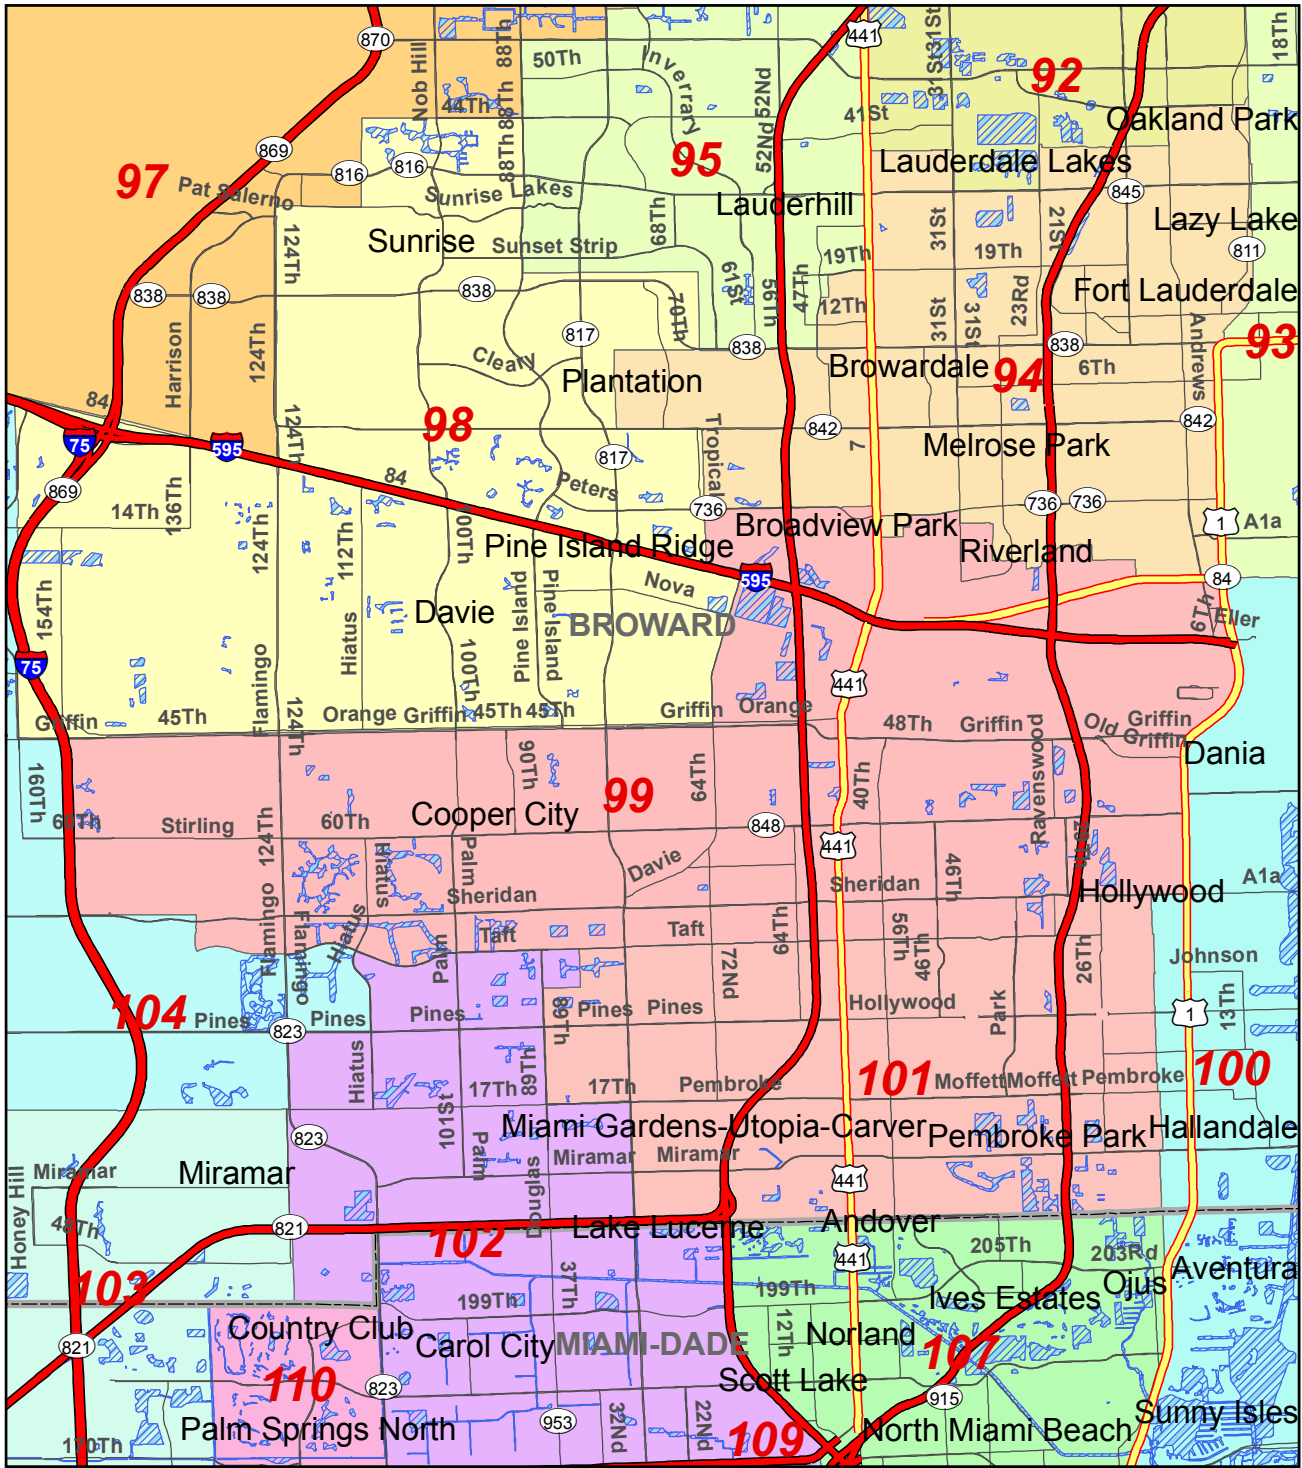 870
441
Nob Hill
88Th
50Th
Inverrary
52Nd
31St
31St
18Th
92
44Th
88Th
88Th
52Nd
41St
Oakland Park
869
816
816
95
Lauderdale Lakes
97
Pat Salerno
Sunrise Lakes
Lauderhill
845
Sunrise
Sunset Strip
68Th
31St
21St
Lazy Lake
124Th
61St
19Th
19Th
811
838
838
838
56Th
47Th
12Th
31St
31St
23Rd
Fort Lauderdale
Harrison
124Th
817
70Th
838
838
Andrews
93
Cleary
Plantation
Browardale
94
6Th
84
98
124Th
Tropical
842
7
842
75
595
817
Melrose Park
869
84
Peters
14Th
136Th
100Th
736
736
736
1
A1a
124Th
112Th
Pine Island Ridge
Broadview Park
Riverland
154Th
Davie
Pine Island
Pine Island
Nova
595
84
BROWARD
419
Eller
75
Flamingo
Hiatus
100Th
441
Griffin
45Th
124Th
Orange
Griffin
45Th
45Th
Griffin
Orange
48Th
Griffin
Ravenswood
Old Griffin
Griffin
Dania
160Th
90Th
64Th
40Th
99
60Th
Stirling
124Th
60Th
Cooper City
848
441
29Th
Hiatus
Palm
Davie
Sheridan
Sheridan
46Th
Hollywood
A1a
Flamingo
Flamingo
Hiatus
Palm
Taft
Taft
72Nd
64Th
56Th
46Th
26Th
Johnson
104
Pines
823
Pines
Pines
89Th
Pines
Pines
Hollywood
Park
1
13Th
Hiatus
17Th
89Th
17Th
Pembroke
101
Moffett
Moffett
Pembroke
100
823
101St
Palm
Miami Gardens-Utopia-Carver
Pembroke Park
Hallandale
Honey Hill
Miramar
Miramar
Douglas
Miramar
Miramar
441
48Th
821
102
Lake Lucerne
Andover
205Th
203Rd
441
103
199Th
37Th
199Th
Ives Estates
Ojus
Aventura
821
Country Club
Carol City
MIAMI-DADE
12Th
Norland
107
110
823
Scott Lake
915
170Th
Palm Springs North
953
32Nd
22Nd
109
North Miami Beach
Sunny Isles